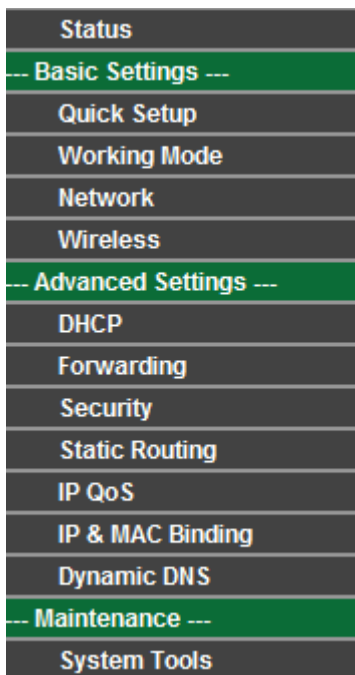 Status
--- Basic Settings ---
Quick Setup
Working Mode
Network
Wireless
--- Advanced Settings ---
DHCP
Forwarding
Security
Static Routing
IP QoS
IP & MAC Binding
Dynamic DNS
--- Maintenance ---
System Tools